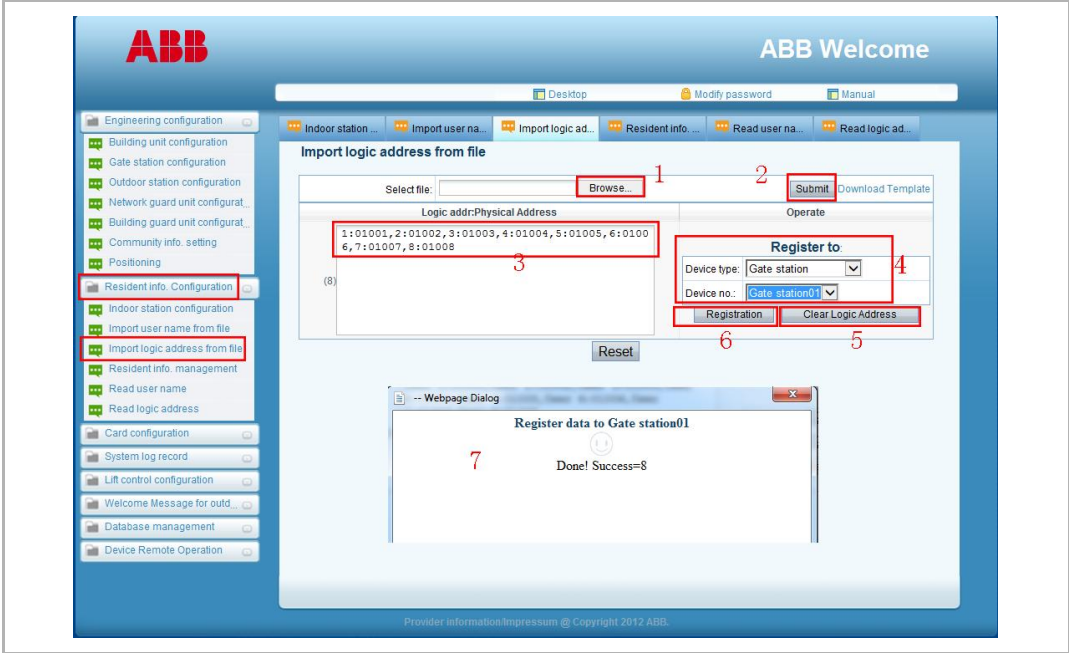 ABB
ABB Welcome
Desktop
Modify password
Manual
Engineering configuration
Building unit configuration
Gate station configuration
Outdoor station configuration
Network guard unit configurat...
Building guard unit configurat...
Community info. setting
Positioning
Resident info. Configuration
Indoor station configuration
Import user name from file
Import logic address from file
Resident info. management
Read user name
Read logic address
Card configuration
System log record
Lift control configuration
Welcome Message for outd...
Database management
Device Remote Operation
Indoor station ...
Import user na...
Import logic ad...
Resident info. ...
Read user na...
Read logic ad...
Import logic address from file
Select file:
Browse...
1
2
Submit
Download Template
Logic addr:Physical Address
Operate
1:01001,2:01002,3:01003,4:01004,5:01005,6:0100
6,7:01007,8:01008
3
(8)
Register to:
Device type: Gate station
4
Device no.: Gate station01
Registration
Clear Logic Address
6
5
Reset
-- Webpage Dialog
x
Register data to Gate station01
7
Done! Success=8
Provider information/Impressum @ Copyright 2012 ABB.